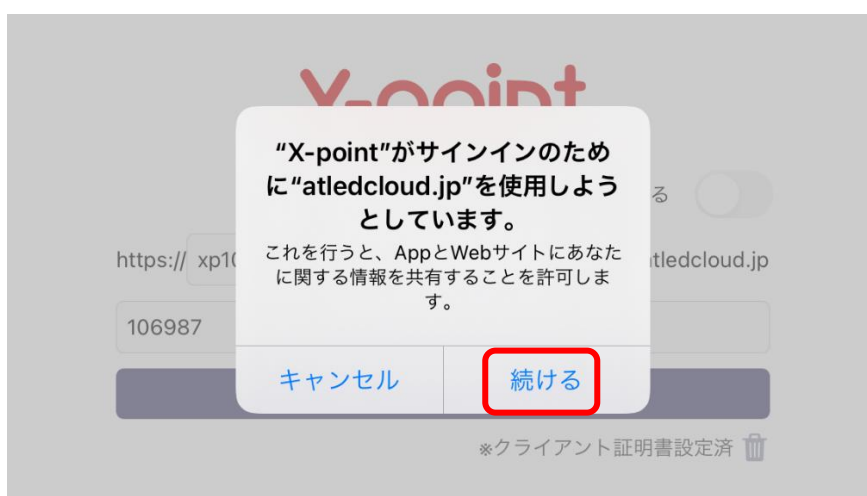 X-point
“X-point”がサインインのため
に“atledcloud.jp”を使用しよう
としています。
る
https:// xp10
これを行うと、AppとWebサイトにあなた
に関する情報を共有することを許可しま
す。
tledcloud.jp
106987
キャンセル 続ける
※クライアント証明書設定済